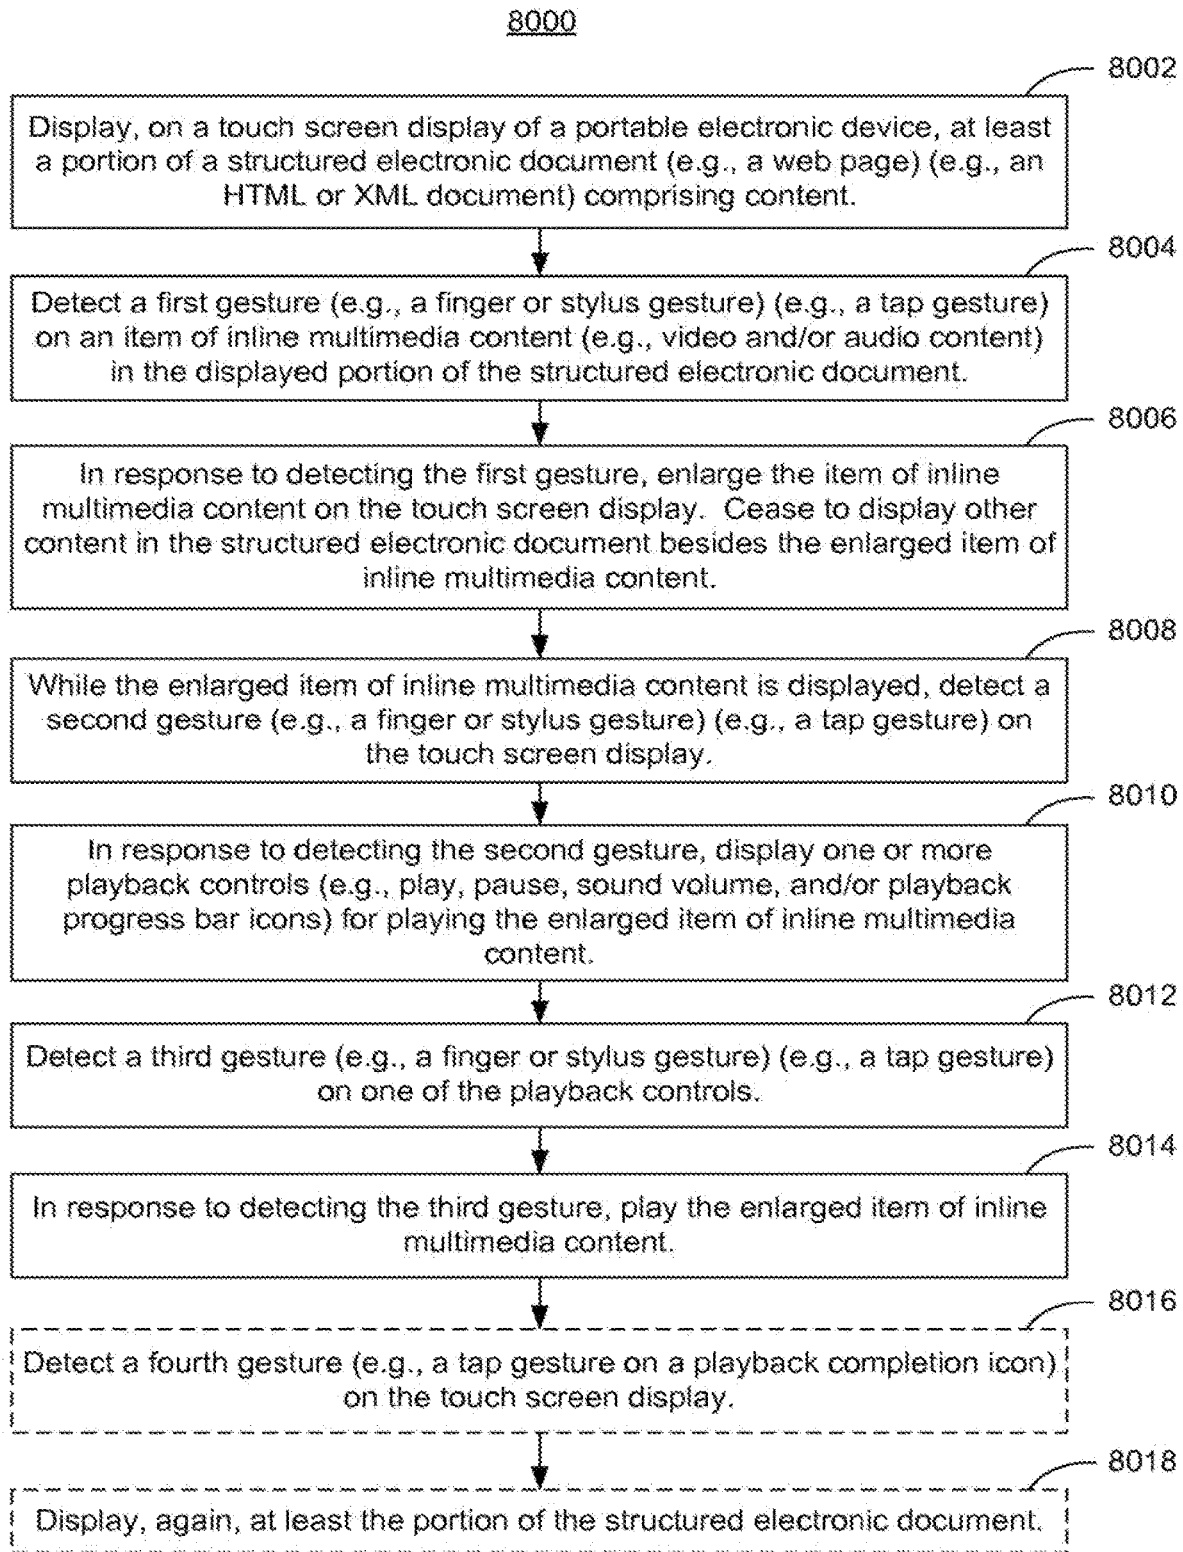 8000
8002
Display, on a touch screen display of a portable electronic device, at least
a portion of a structured electronic document (e.g., a web page) (e.g., an
HTML or XML document) comprising content.
8004
Detect a first gesture (e.g., a finger or stylus gesture) (e.g., a tap gesture)
on an item of inline multimedia content (e.g., video and/or audio content)
in the displayed portion of the structured electronic document.
8006
In response to detecting the first gesture, enlarge the item of inline
multimedia content on the touch screen display.  Cease to display other
content in the structured electronic document besides the enlarged item of
inline multimedia content.
8008
While the enlarged item of inline multimedia content is displayed, detect a
second gesture (e.g., a finger or stylus gesture) (e.g., a tap gesture) on
the touch screen display.
8010
In response to detecting the second gesture, display one or more
playback controls (e.g., play, pause, sound volume, and/or playback
progress bar icons) for playing the enlarged item of inline multimedia
content.
8012
Detect a third gesture (e.g., a finger or stylus gesture) (e.g., a tap gesture)
on one of the playback controls.
8014
In response to detecting the third gesture, play the enlarged item of inline
multimedia content.
8016
Detect a fourth gesture (e.g., a tap gesture on a playback completion icon)
on the touch screen display.
8018
Display, again, at least the portion of the structured electronic document.